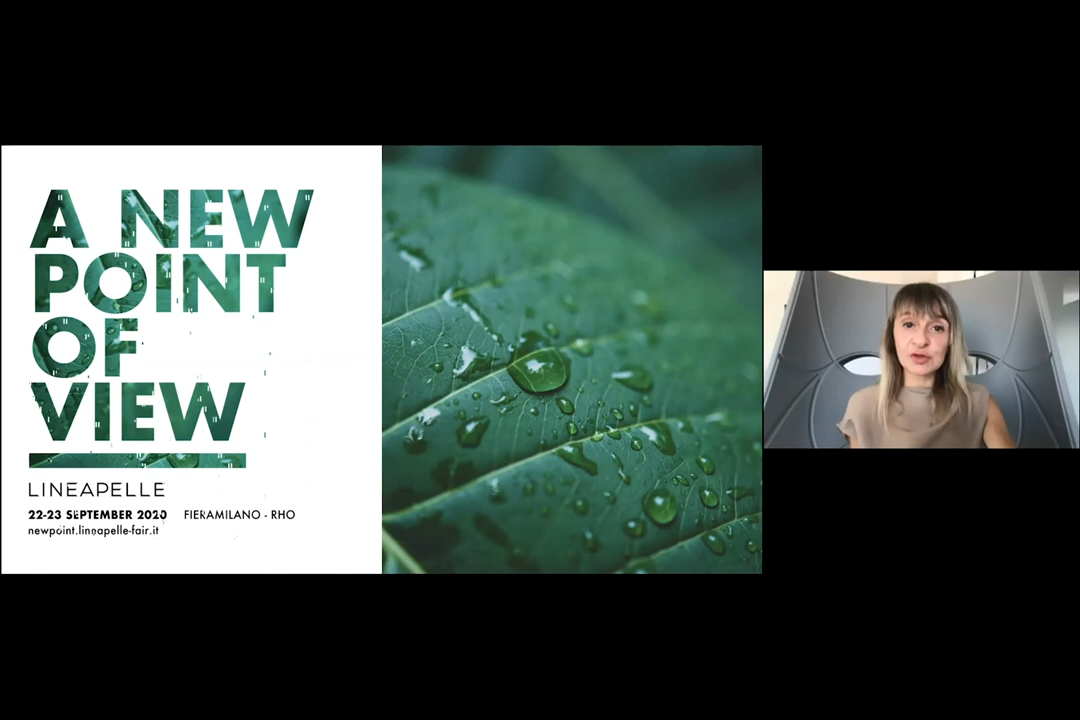 A NEW
POINT
OF
VIEW
LINEAPELLE
22-23 SEPTEMBER 2020 FIERAMILANO - RHO
newpoint.lineapelle-fair.it